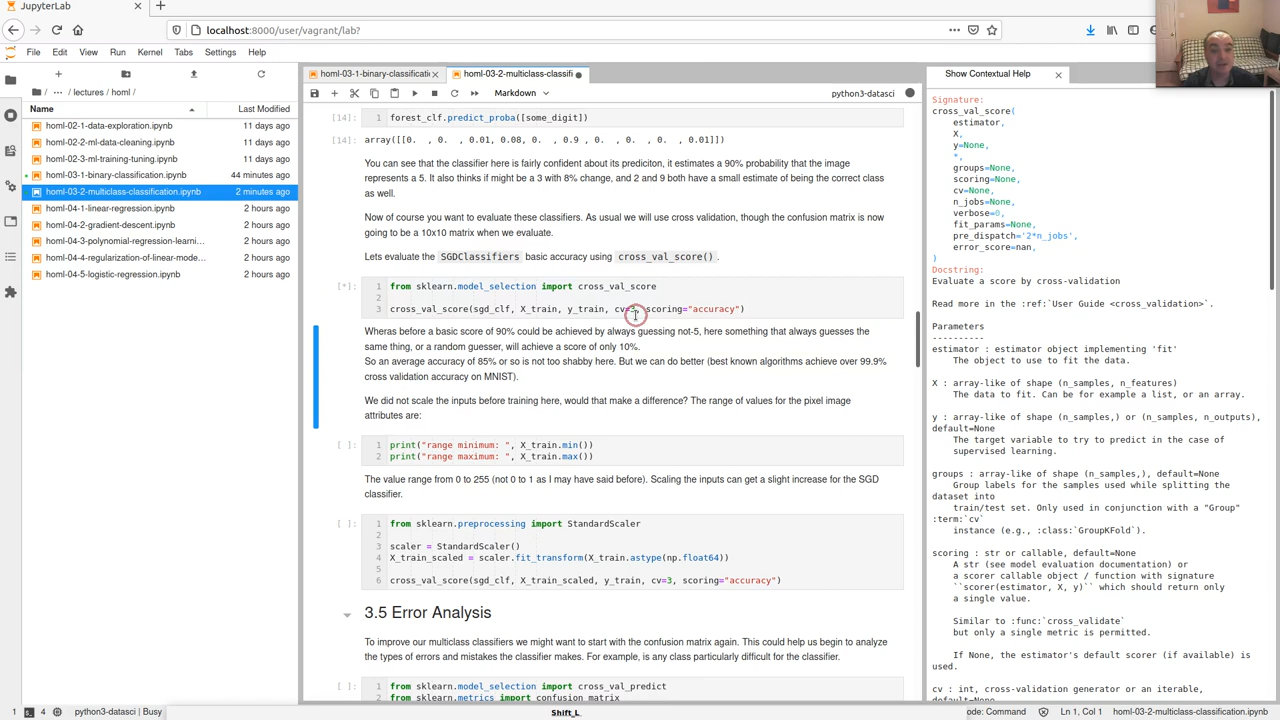 JupyterLab
localhost:8000/user/vagrant/lab?
File Edit View Run Kernel Tabs Settings Help
/ ··· / lectures / homl /
Name Last Modified
homl-02-1-data-exploration.ipynb 11 days ago
homl-02-2-ml-data-cleaning.ipynb 11 days ago
homl-02-3-ml-training-tuning.ipynb 11 days ago
homl-03-1-binary-classification.ipynb 44 minutes ago
homl-03-2-multiclass-classification.ipynb 2 minutes ago
homl-04-1-linear-regression.ipynb 2 hours ago
homl-04-2-gradient-descent.ipynb 2 hours ago
homl-04-3-polynomial-regression-learni... 2 hours ago
homl-04-4-regularization-of-linear-mode... 2 hours ago
homl-04-5-logistic-regression.ipynb 2 hours ago
homl-03-1-binary-classificati homl-03-2-multiclass-classifi
Markdown python3-datasci
[14]: 1 forest_clf.predict_proba([some_digit])
[14]: array([[0. , 0. , 0.01, 0.08, 0. , 0.9 , 0. , 0. , 0. , 0.01]])
You can see that the classifier here is fairly confident about its prediciton, it estimates a 90% probability that the image
represents a 5. It also thinks if might be a 3 with 8% change, and 2 and 9 both have a small estimate of being the correct class
as well.
Now of course you want to evaluate these classifiers. As usual we will use cross validation, though the confusion matrix is now
going to be a 10x10 matrix when we evaluate.
Lets evaluate the SGDClassifiers basic accuracy using cross_val_score() .
[*]: 1 from sklearn.model_selection import cross_val_score
2
3 cross_val_score(sgd_clf, X_train, y_train, cv=3, scoring="accuracy")
Wheras before a basic score of 90% could be achieved by always guessing not-5, here something that always guesses the
same thing, or a random guesser, will achieve a score of only 10%.
So an average accuracy of 85% or so is not too shabby here. But we can do better (best known algorithms achieve over 99.9%
cross validation accuracy on MNIST).
We did not scale the inputs before training here, would that make a difference? The range of values for the pixel image
attributes are:
[ ]: 1 print("range minimum: ", X_train.min())
2 print("range maximum: ", X_train.max())
The value range from 0 to 255 (not 0 to 1 as I may have said before). Scaling the inputs can get a slight increase for the SGD
classifier.
[ ]: 1 from sklearn.preprocessing import StandardScaler
2
3 scaler = StandardScaler()
4 X_train_scaled = scaler.fit_transform(X_train.astype(np.float64))
5
6 cross_val_score(sgd_clf, X_train_scaled, y_train, cv=3, scoring="accuracy")
3.5 Error Analysis
To improve our multiclass classifiers we might want to start with the confusion matrix again. This could help us begin to analyze
the types of errors and mistakes the classifier makes. For example, is any class particularly difficult for the classifier.
[ ]: 1 from sklearn.model_selection import cross_val_predict
2 from sklearn.metrics import confusion_matrix
Show Contextual Help
Signature:
cross_val_score(
estimator,
X,
y=None,
*,
groups=None,
scoring=None,
cv=None,
n_jobs=None,
verbose=0,
fit_params=None,
pre_dispatch='2*n_jobs',
error_score=nan,
)
Docstring:
Evaluate a score by cross-validation
Read more in the :ref:`User Guide <cross_validation>`.
Parameters
----------
estimator : estimator object implementing 'fit'
The object to use to fit the data.
X : array-like of shape (n_samples, n_features)
The data to fit. Can be for example a list, or an array.
y : array-like of shape (n_samples,) or (n_samples, n_outputs),
default=None
The target variable to try to predict in the case of
supervised learning.
groups : array-like of shape (n_samples,), default=None
Group labels for the samples used while splitting the
dataset into
train/test set. Only used in conjunction with a "Group"
:term:`cv`
instance (e.g., :class:`GroupKFold`).
scoring : str or callable, default=None
A str (see model evaluation documentation) or
a scorer callable object / function with signature
``scorer(estimator, X, y)`` which should return only
a single value.
Similar to :func:`cross_validate`
but only a single metric is permitted.
If None, the estimator's default scorer (if available) is
used.
cv : int, cross-validation generator or an iterable,
default=None
1 4 python3-datasci | Busy Shift_L ode: Command Ln 1, Col 1 homl-03-2-multiclass-classification.ipynb